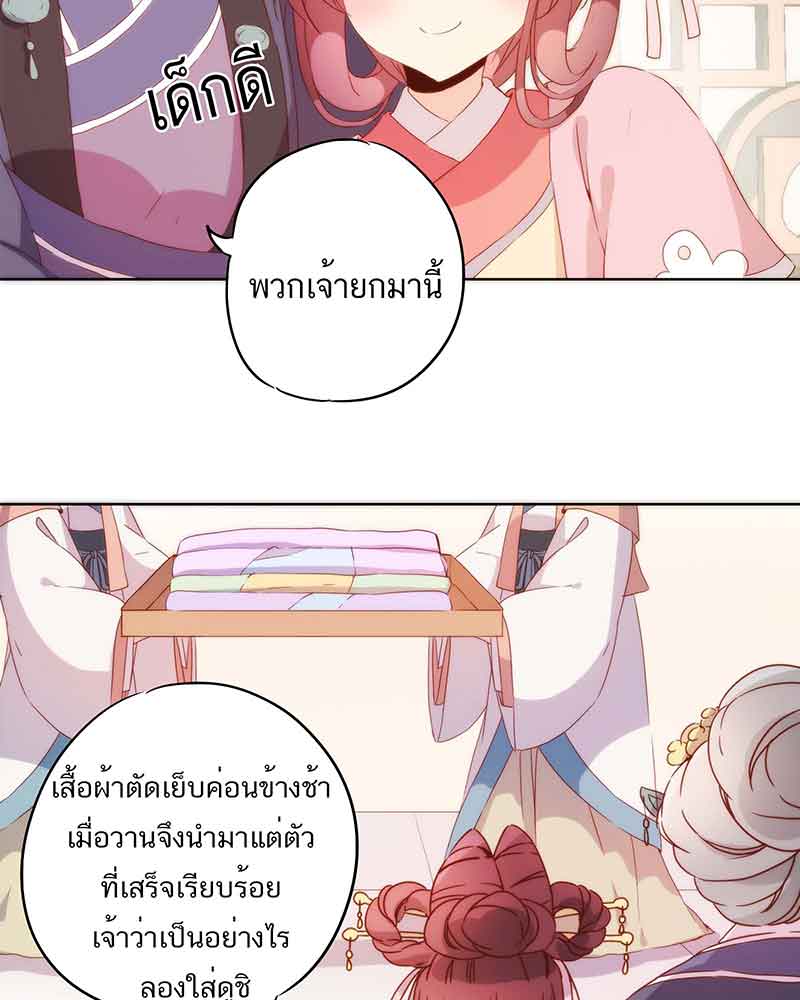 เด็กดี
พวกเจ้ายกมานี้
เสื้อผ้าตัดเย็บค่อนข้างช้า
เมื่อวานจึงนำมาแต่ตัว
ที่เสร็จเรียบร้อย
เจ้าว่าเป็นอย่างไร
ลองใส่ดูซิ